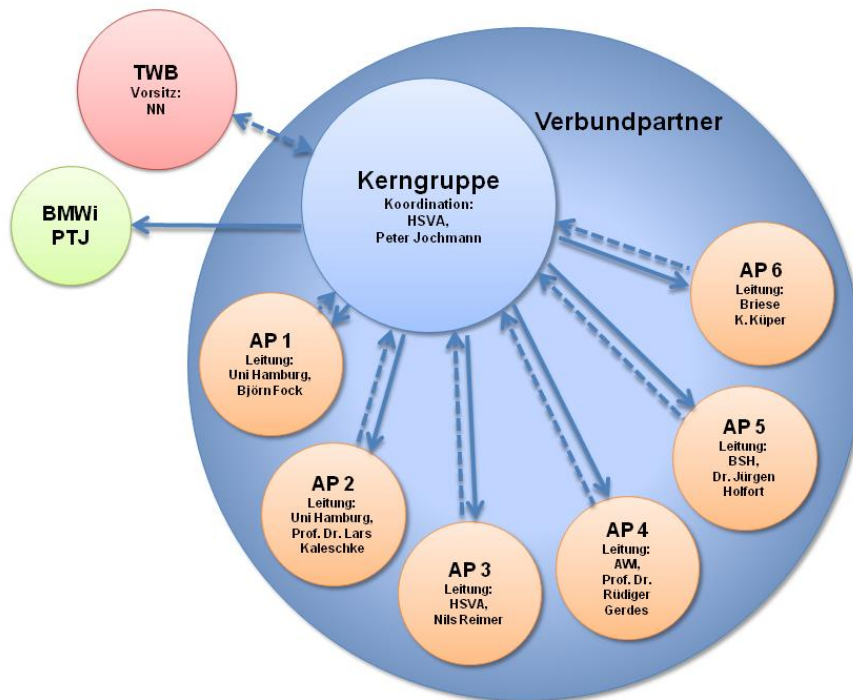 TWB
Vorsitz:
NN
Verbundpartner
Kerngruppe
Koordination:
HSVA,
Peter Jochmann
BMWi
PTJ
AP 6
Leitung:
Briese
K. Küper
AP 1
Leitung:
Uni Hamburg,
Björn Fock
AP 5
Leitung:
BSH,
Dr. Jürgen
Holfort
AP 2
Leitung:
Uni Hamburg,
Prof. Dr. Lars
Kaleschke
AP 4
Leitung:
AWI,
Prof. Dr.
Rüdiger
Gerdes
AP 3
Leitung:
HSVA,
Nils Reimer